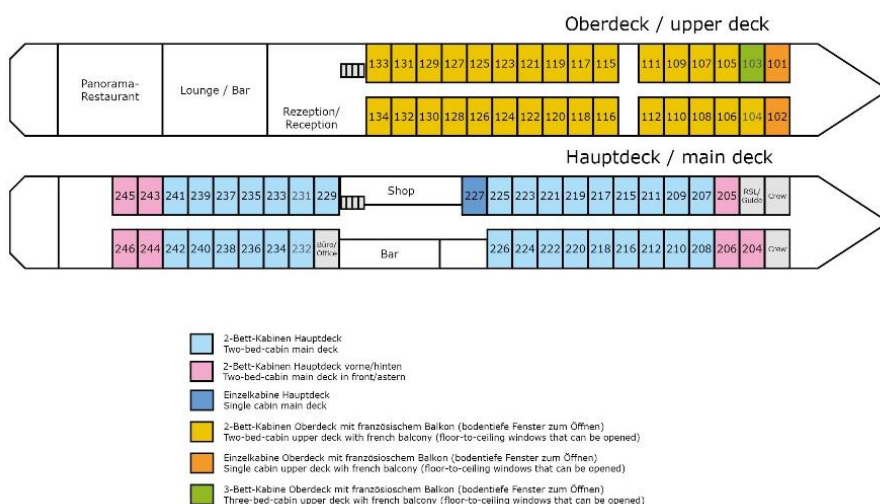 Oberdeck / upper deck
133 131 129 127 125 123 121 119 117 115 111 109 107 105 103 101
Panorama-
Restaurant
Lounge / Bar
Rezeption/
Reception
134 132 130 128 126 124 122 120 118 116 112 110 108 106 104 102
Hauptdeck / main deck
245 243 241 239 237 235 233 231 229 Shop 227 225 223 221 219 217 215 211 209 207 205 RSL/
Guide Crew
246 244 242 240 238 236 234 232 Büro/
Office Bar 226 224 222 220 218 216 212 210 208 206 204 Crew
2-Bett-Kabinen Hauptdeck
Two-bed-cabin main deck
2-Bett-Kabinen Hauptdeck vorne/hinten
Two-bed-cabin main deck in front/astern
Einzelkabine Hauptdeck
Single cabin main deck
2-Bett-Kabinen Oberdeck mit französischem Balkon (bodentiefe Fenster zum Öffnen)
Two-bed-cabin upper deck with french balcony (floor-to-ceiling windows that can be opened)
Einzelkabine Oberdeck mit französioschem Balkon (bodentiefe Fenster zum Öffnen)
Single cabin upper deck wih french balcony (floor-to-ceiling windows that can be opened)
3-Bett-Kabine Oberdeck mit französischem Balkon (bodentiefe Fenster zum Öffnen)
Three-bed-cabin upper deck wih french balcony (floor-to-ceiling windows that can be opened)